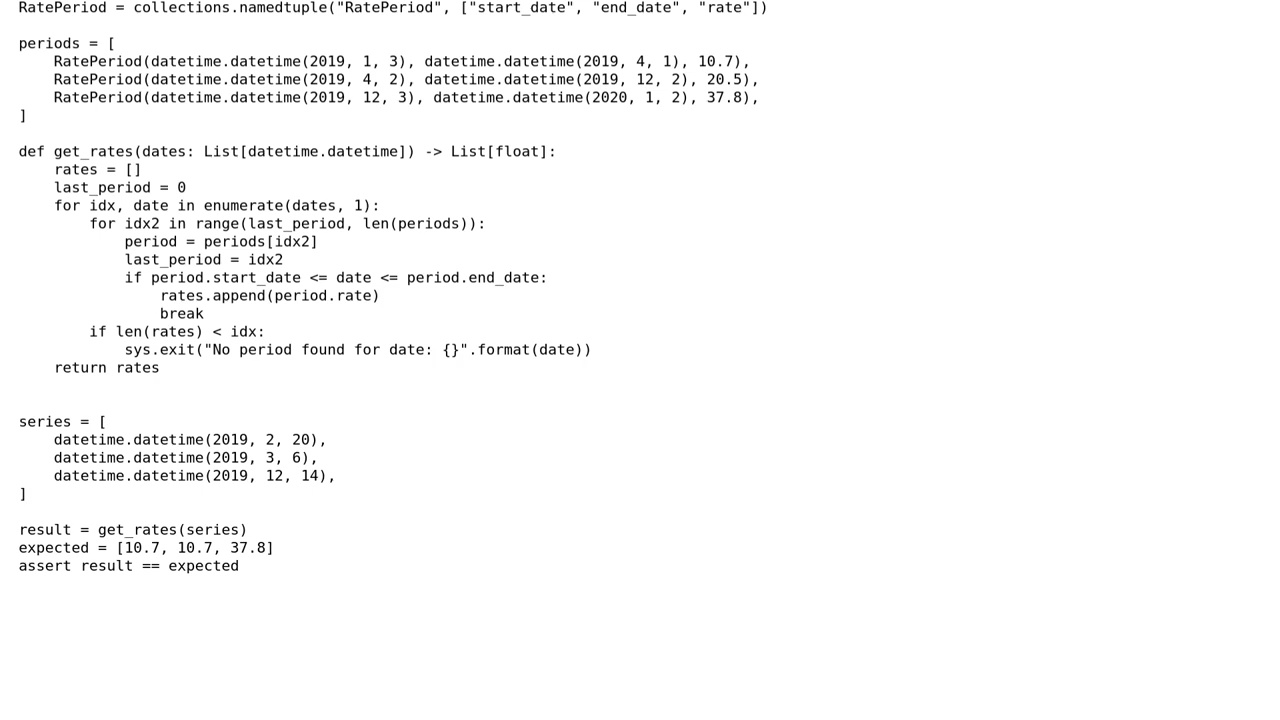 RatePeriod = collections.namedtuple("RatePeriod", ["start_date", "end_date", "rate"])

periods = [
    RatePeriod(datetime.datetime(2019, 1, 3), datetime.datetime(2019, 4, 1), 10.7),
    RatePeriod(datetime.datetime(2019, 4, 2), datetime.datetime(2019, 12, 2), 20.5),
    RatePeriod(datetime.datetime(2019, 12, 3), datetime.datetime(2020, 1, 2), 37.8),
]

def get_rates(dates: List[datetime.datetime]) -> List[float]:
    rates = []
    last_period = 0
    for idx, date in enumerate(dates, 1):
        for idx2 in range(last_period, len(periods)):
            period = periods[idx2]
            last_period = idx2
            if period.start_date <= date <= period.end_date:
                rates.append(period.rate)
                break
        if len(rates) < idx:
            sys.exit("No period found for date: {}".format(date))
    return rates


series = [
    datetime.datetime(2019, 2, 20),
    datetime.datetime(2019, 3, 6),
    datetime.datetime(2019, 12, 14),
]

result = get_rates(series)
expected = [10.7, 10.7, 37.8]
assert result == expected